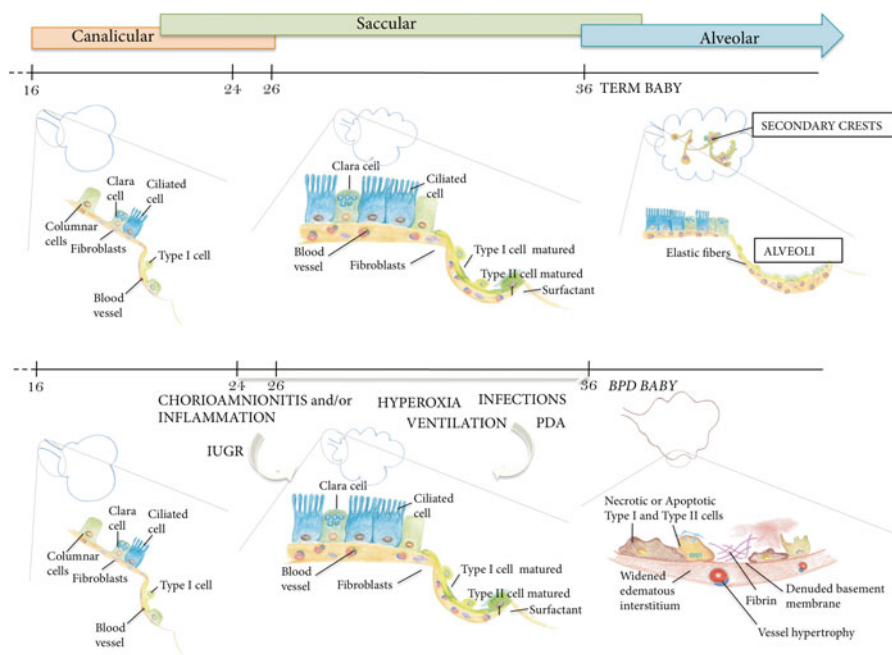 Canalicular
Saccular
Alveolar
16
24
26
36
TERM BABY
SECONDARY CRESTS
Clara
cell
Ciliated
cell
Columnar
cells
Fibroblasts
Type I cell
Blood
vessel
Clara cell
Ciliated
cell
Blood
vessel
Fibroblasts
Type I cell matured
Type II cell matured
Surfactant
Elastic fibers
ALVEOLI
16
24
26
36
BPD BABY
CHORIOAMNIONITIS and/or
INFLAMMATION
IUGR
HYPEROXIA
VENTILATION
INFECTIONS
PDA
Clara
cell
Ciliated
cell
Columnar
cells
Fibroblasts
Type I cell
Blood
vessel
Clara cell
Ciliated
cell
Blood
vessel
Fibroblasts
Type I cell matured
Type II cell matured
Surfactant
Necrotic or Apoptotic
Type I and Type II cells
Widened
edematous
interstitium
Fibrin
Denuded basement
membrane
Vessel hypertrophy